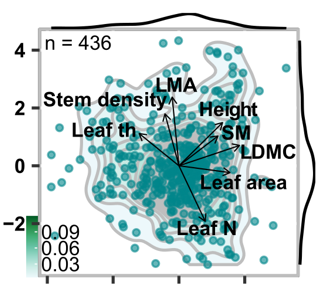 n = 436
4
2
0
−2
LMA
Stem density
Height
Leaf th
SM
LDMC
Leaf area
Leaf N
0.09
0.06
0.03